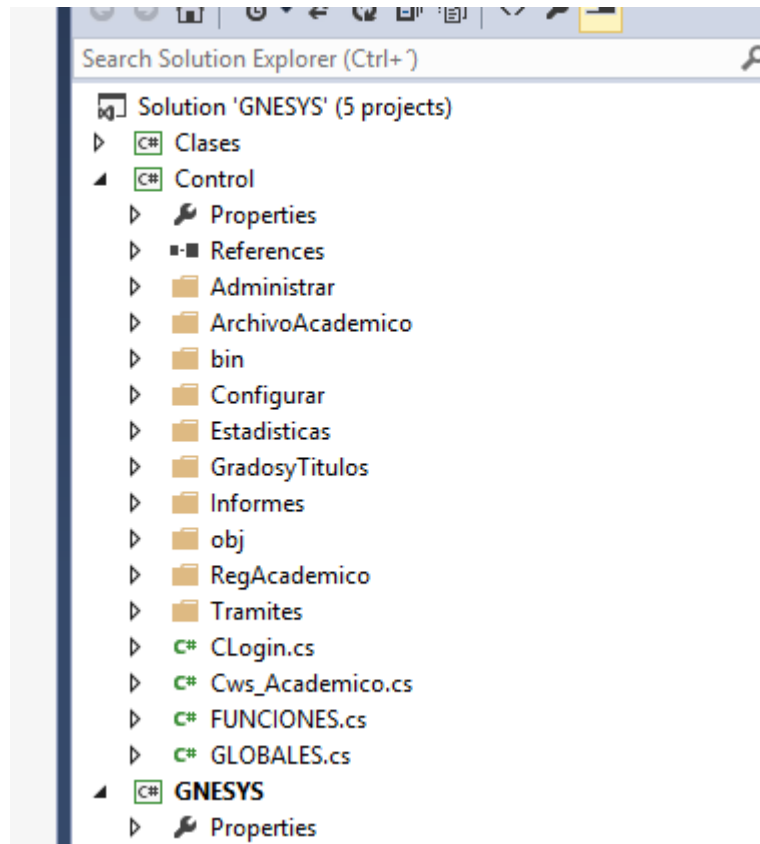 Search Solution Explorer (Ctrl+´)
Solution 'GNESYS' (5 projects)
C# Clases
C# Control
Properties
References
Administrar
ArchivoAcademico
bin
Configurar
Estadisticas
GradosyTitulos
Informes
obj
RegAcademico
Tramites
C# CLogin.cs
C# Cws_Academico.cs
C# FUNCIONES.cs
C# GLOBALES.cs
C# GNESYS
Properties